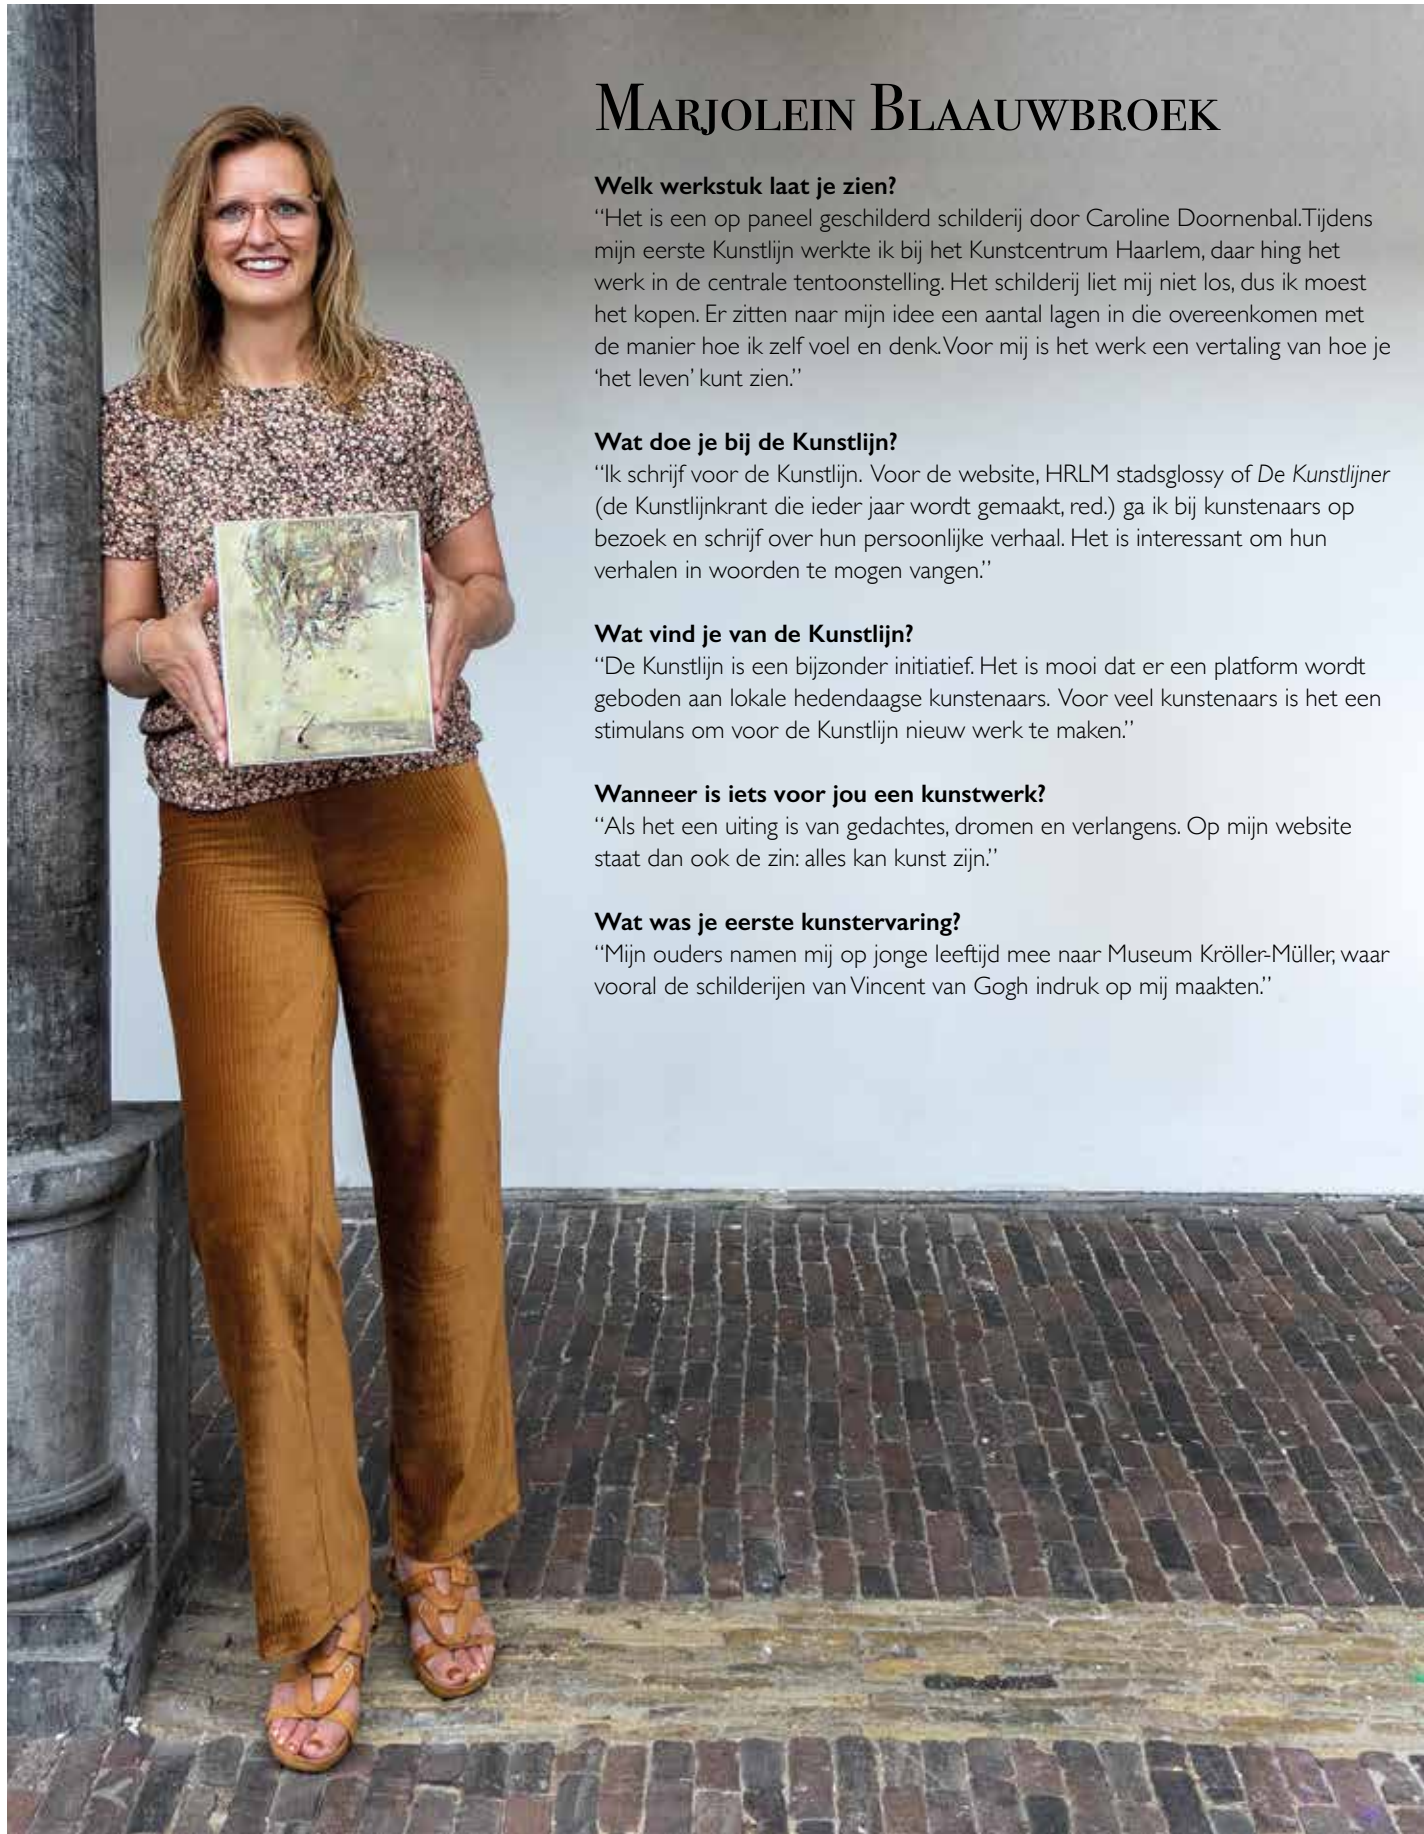 Marjolein Blaauwbroek
Welk werkstuk laat je zien?
“Het is een op paneel geschilderd schilderij door Caroline Doornenbal. Tijdens
mijn eerste Kunstlijn werkte ik bij het Kunstcentrum Haarlem, daar hing het
werk in de centrale tentoonstelling. Het schilderij liet mij niet los, dus ik moest
het kopen. Er zitten naar mijn idee een aantal lagen in die overeenkomen met
de manier hoe ik zelf voel en denk. Voor mij is het werk een vertaling van hoe je
‘het leven’ kunt zien.”
Wat doe je bij de Kunstlijn?
“Ik schrijf voor de Kunstlijn. Voor de website, HRLM stadsglossy of De Kunstlijner
(de Kunstlijnkrant die ieder jaar wordt gemaakt, red.) ga ik bij kunstenaars op
bezoek en schrijf over hun persoonlijke verhaal. Het is interessant om hun
verhalen in woorden te mogen vangen.”
Wat vind je van de Kunstlijn?
“De Kunstlijn is een bijzonder initiatief. Het is mooi dat er een platform wordt
geboden aan lokale hedendaagse kunstenaars. Voor veel kunstenaars is het een
stimulans om voor de Kunstlijn nieuw werk te maken.”
Wanneer is iets voor jou een kunstwerk?
“Als het een uiting is van gedachtes, dromen en verlangens. Op mijn website
staat dan ook de zin: alles kan kunst zijn.”
Wat was je eerste kunstervaring?
“Mijn ouders namen mij op jonge leeftijd mee naar Museum Kröller-Müller, waar
vooral de schilderijen van Vincent van Gogh indruk op mij maakten.”